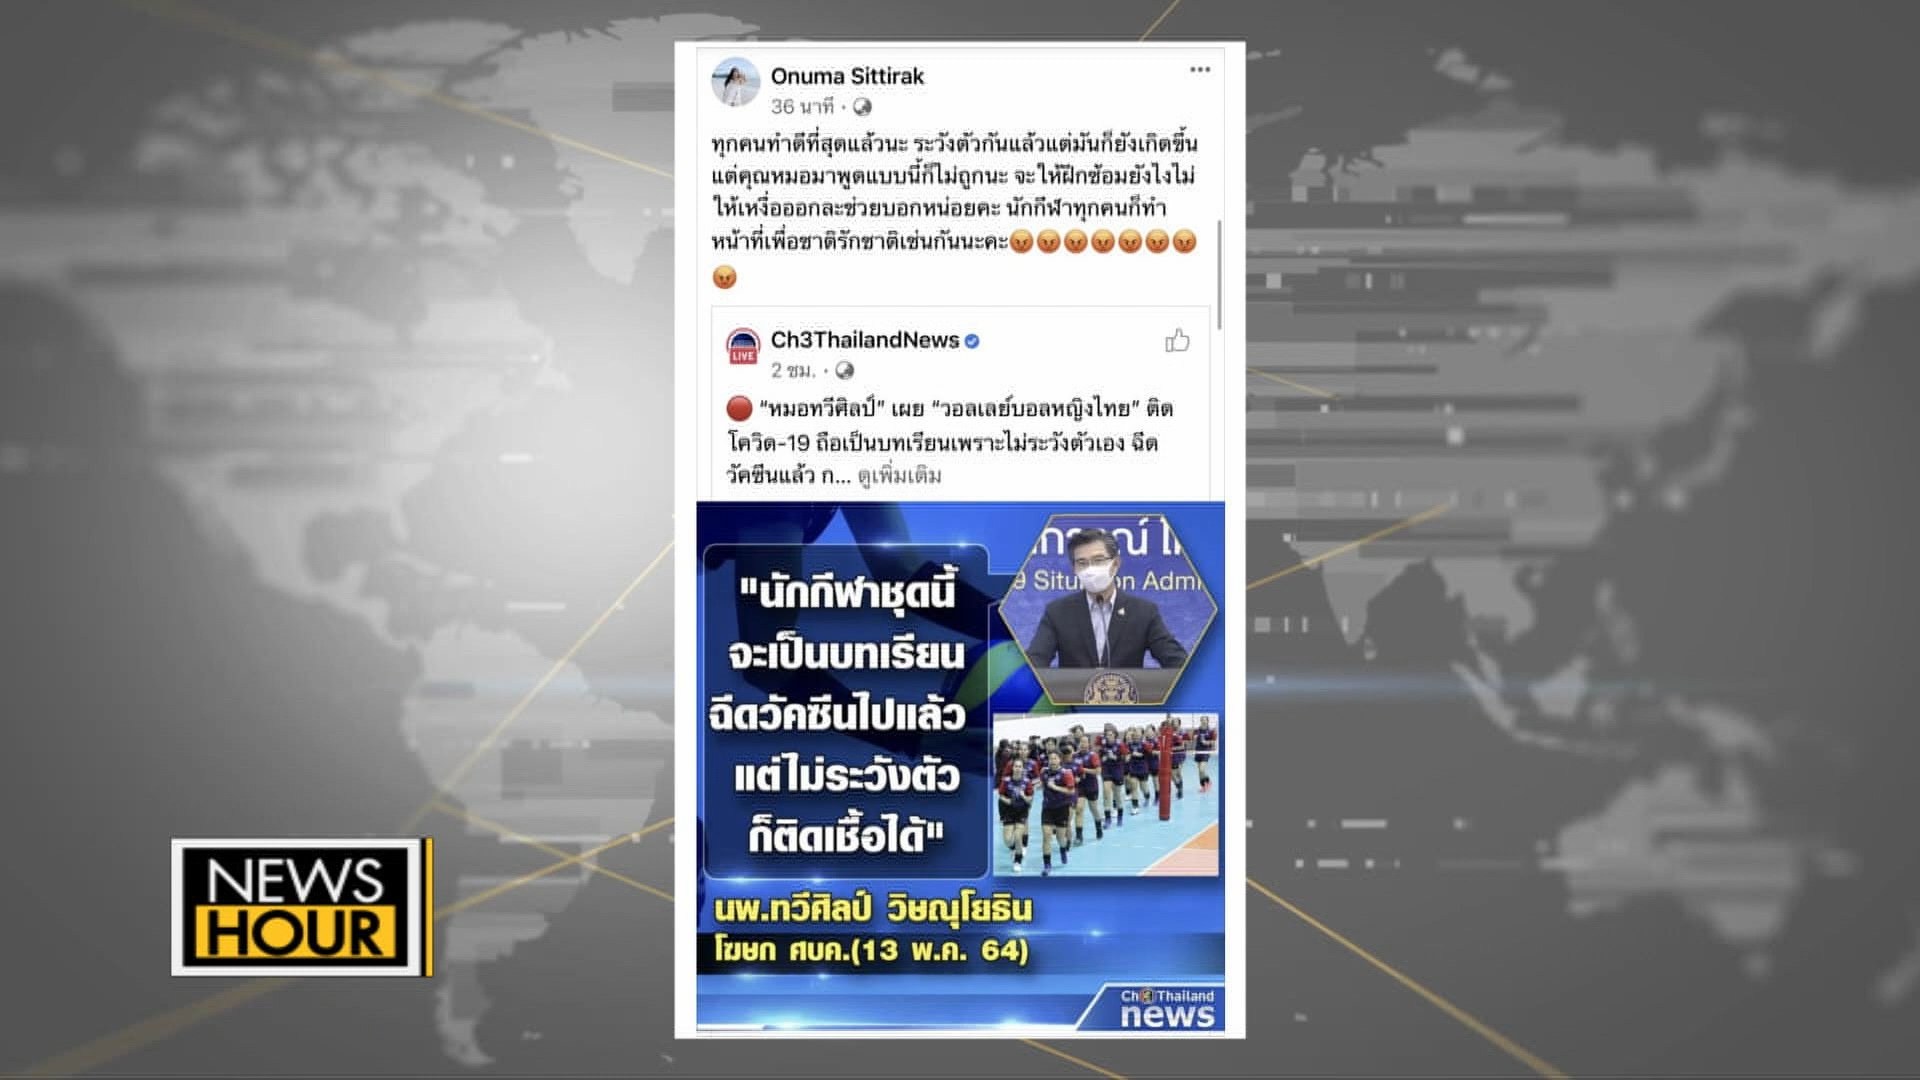 Onuma Sittirak
36 นาที ·
ทุกคนทำดีที่สุดแล้วนะ ระวังตัวกันแล้วแต่มันก็ยังเกิดขึ้น
แต่คุณหมอมาพูดแบบนี้ก็ไม่ถูกนะ จะให้ฝึกซ้อมยังไงไม่
ให้เหงื่อออกละช่วยบอกหน่อยคะ นักกีฬาทุกคนก็ทำ
หน้าที่เพื่อชาติรักชาติเช่นกันนะคะ😡😡😡😡😡😡😡
😡
LIVE
Ch3ThailandNews
2 ชม. ·
🔴 “หมอทวีศิลป์” เผย “วอลเลย์บอลหญิงไทย” ติด
โควิด-19 ถือเป็นบทเรียนเพราะไม่ระวังตัวเอง ฉีด
วัคซีนแล้ว ก... ดูเพิ่มเติม
9 Situ on Admi
"นักกีฬาชุดนี้
จะเป็นบทเรียน
ฉีดวัคซีนไปแล้ว
แต่ไม่ระวังตัว
ก็ติดเชื้อได้"
นพ.ทวีศิลป์ วิษณุโยธิน
โฆษก ศบค.(13 พ.ค. 64)
Ch3Thailand
news
NEWS
HOUR